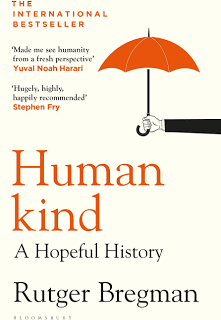 THE
INTERNATIONAL
BESTSELLER
‘Made me see humanity
from a fresh perspective’
Yuval Noah Harari
‘Hugely, highly,
happily recommended’
Stephen Fry
Human
kind
A Hopeful History
Rutger Bregman
BLOOMSBURY